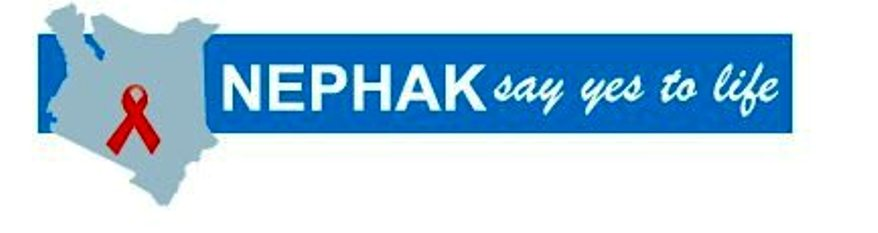 NEPHAK say yes to life